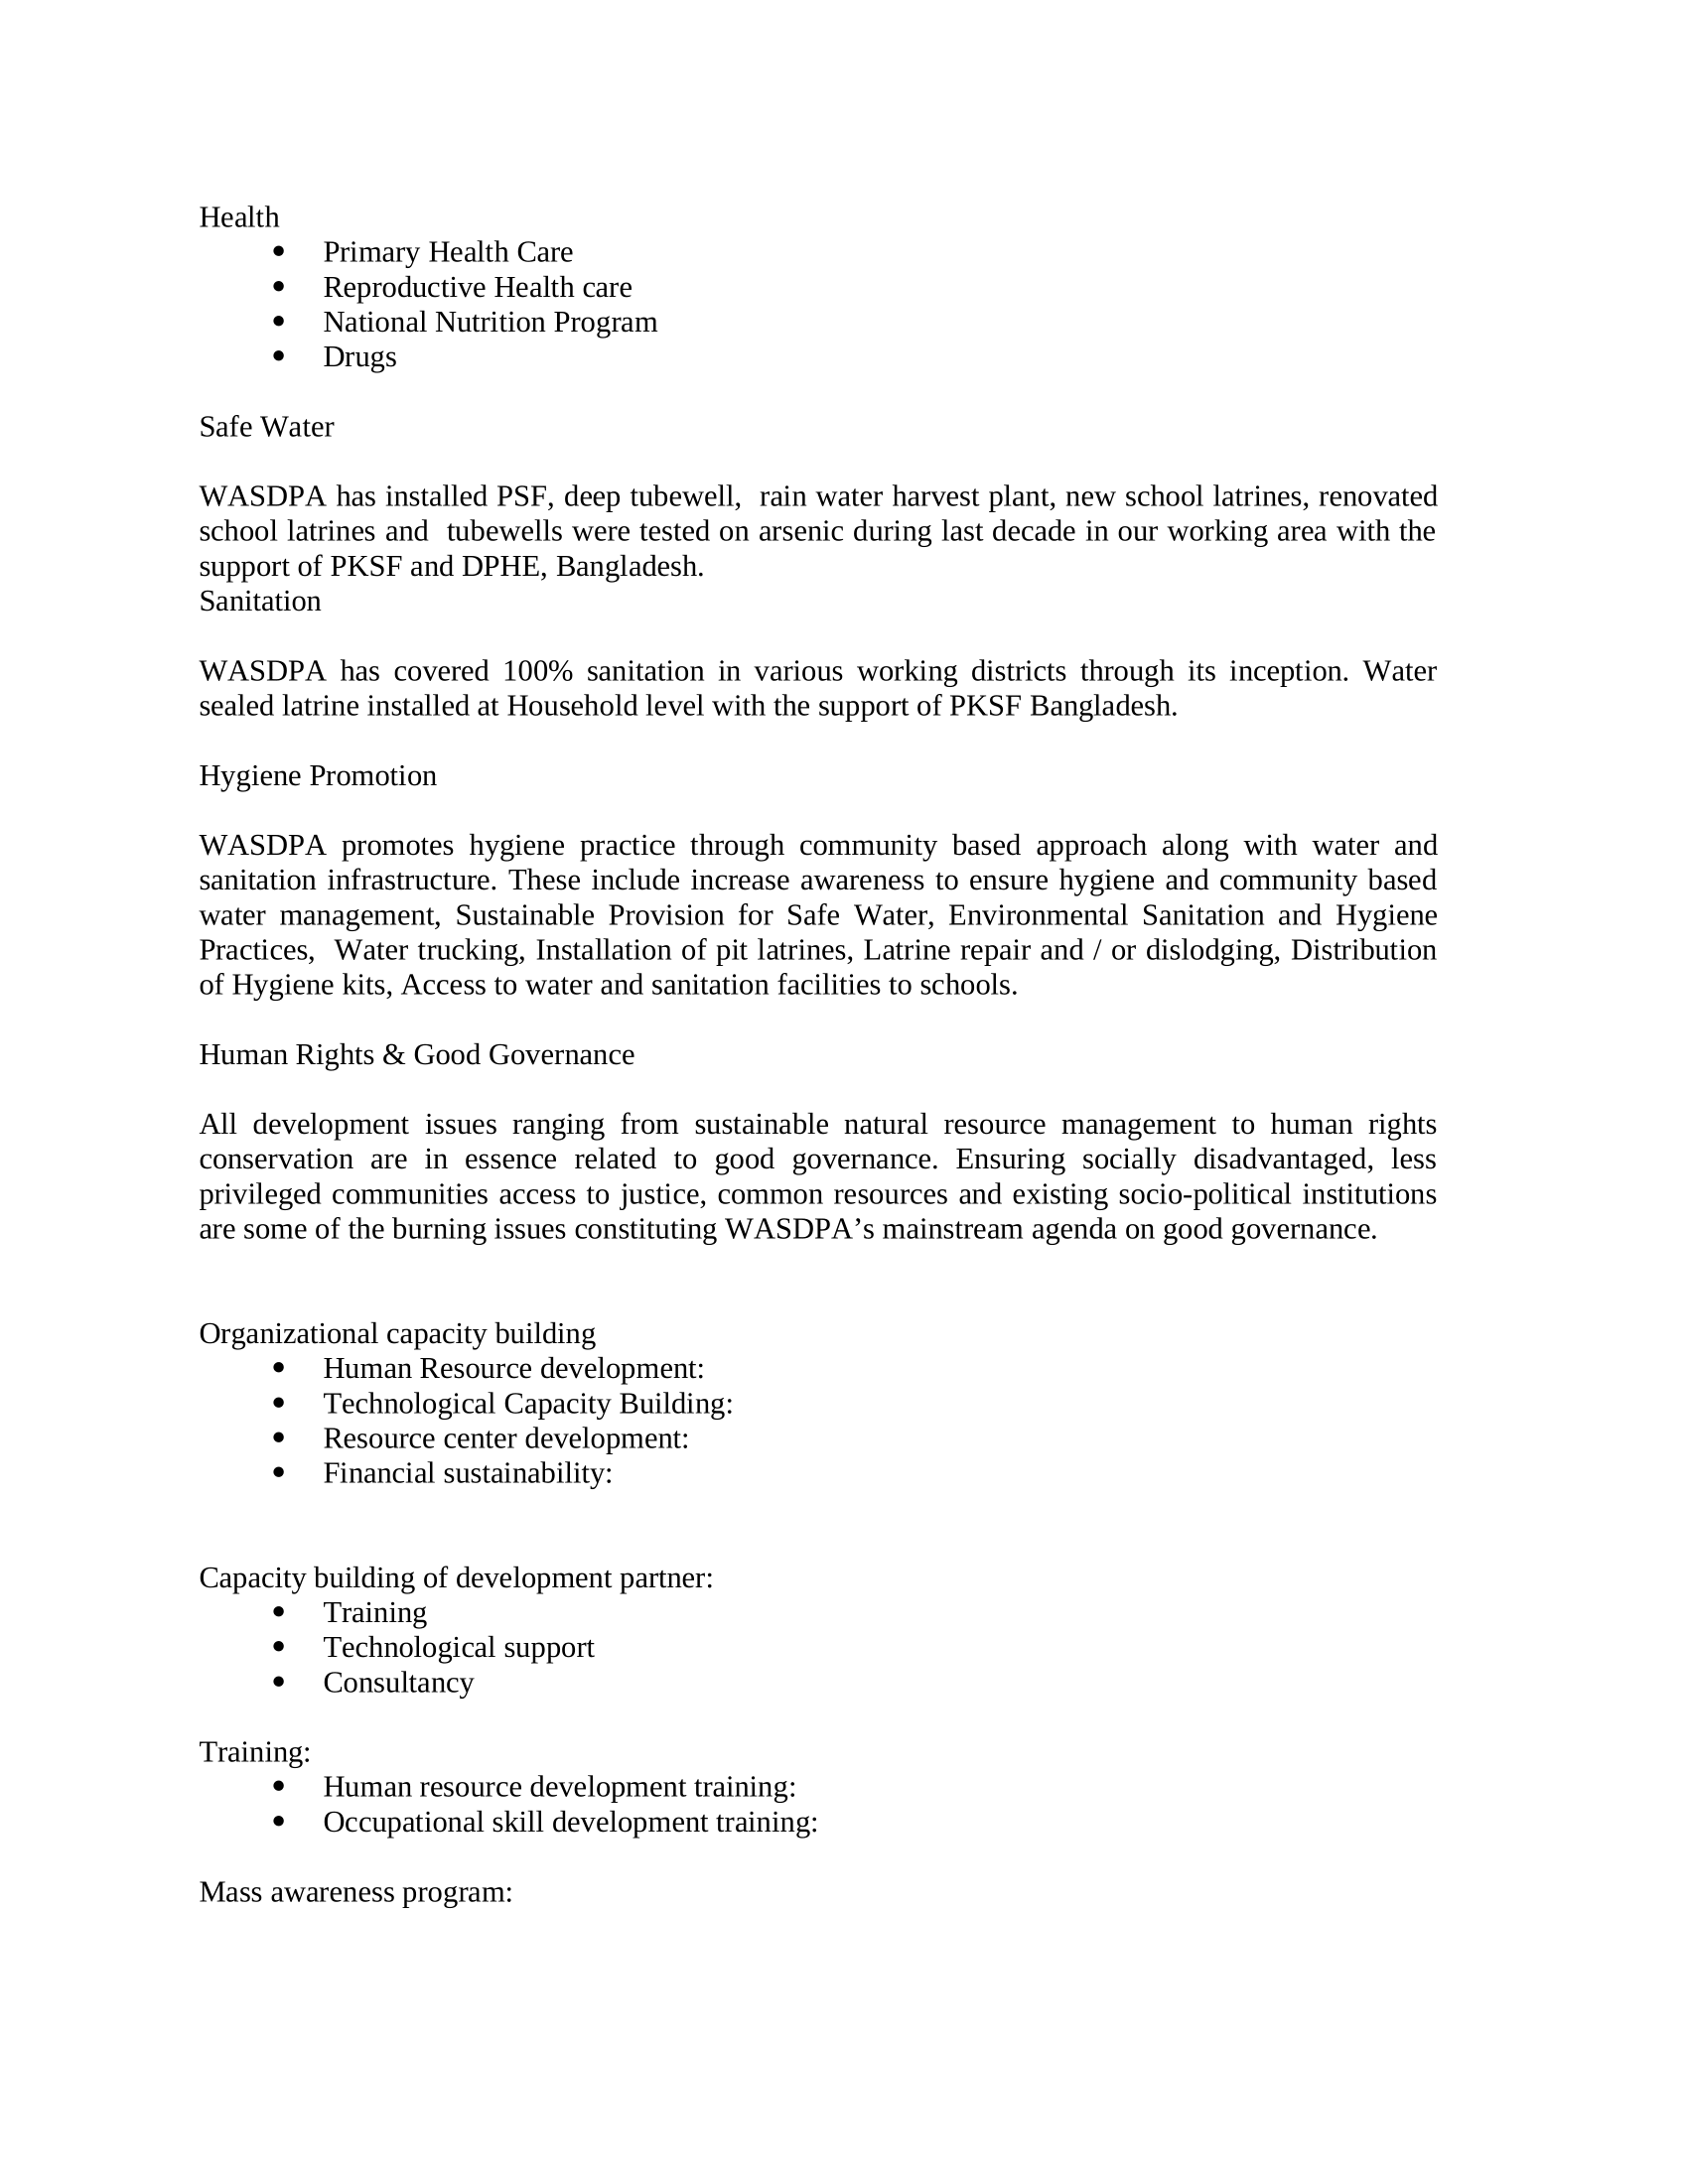 Health
• Primary Health Care
• Reproductive Health care
• National Nutrition Program
• Drugs
Safe Water
WASDPA has installed PSF, deep tubewell,  rain water harvest plant, new school latrines, renovated
school latrines and  tubewells were tested on arsenic during last decade in our working area with the
support of PKSF and DPHE, Bangladesh.
Sanitation
WASDPA has covered 100% sanitation in various working districts through its inception. Water
sealed latrine installed at Household level with the support of PKSF Bangladesh.
Hygiene Promotion
WASDPA promotes hygiene practice through community based approach along with water and
sanitation infrastructure. These include increase awareness to ensure hygiene and community based
water management, Sustainable Provision for Safe Water, Environmental Sanitation and Hygiene
Practices,  Water trucking, Installation of pit latrines, Latrine repair and / or dislodging, Distribution
of Hygiene kits, Access to water and sanitation facilities to schools.
Human Rights & Good Governance
All development issues ranging from sustainable natural resource management to human rights
conservation are in essence related to good governance. Ensuring socially disadvantaged, less
privileged communities access to justice, common resources and existing socio-political institutions
are some of the burning issues constituting WASDPA’s mainstream agenda on good governance.
Organizational capacity building
• Human Resource development:
• Technological Capacity Building:
• Resource center development:
• Financial sustainability:
Capacity building of development partner:
• Training
• Technological support
• Consultancy
Training:
• Human resource development training:
• Occupational skill development training:
Mass awareness program: